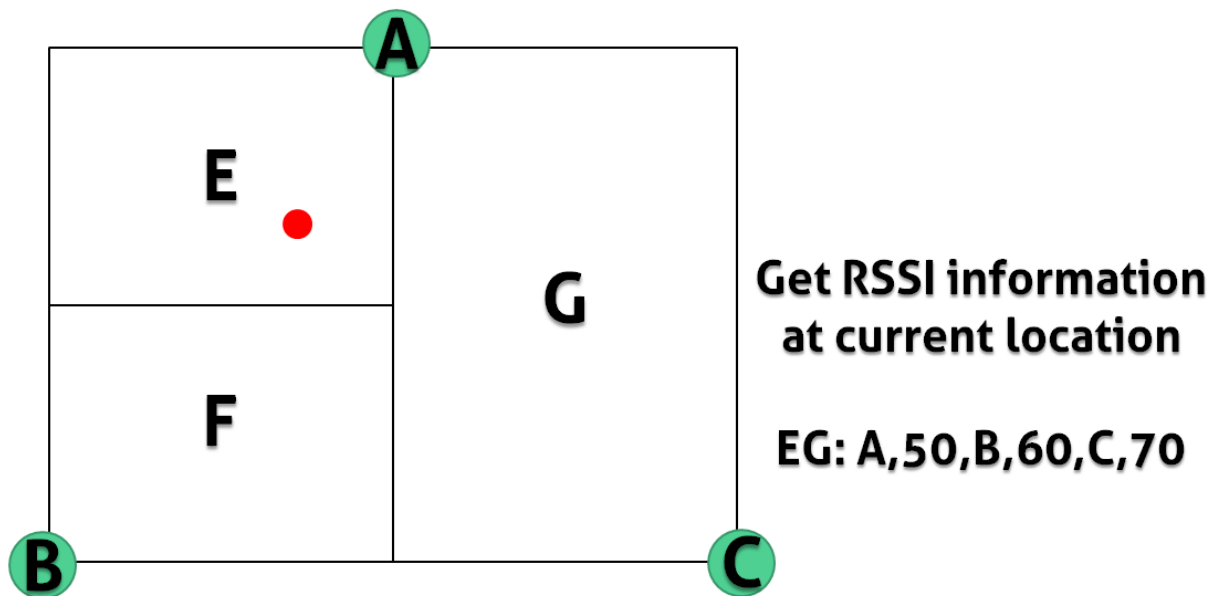 A
E
G
Get RSSI information
at current location
F
EG: A,50,B,60,C,70
B
C